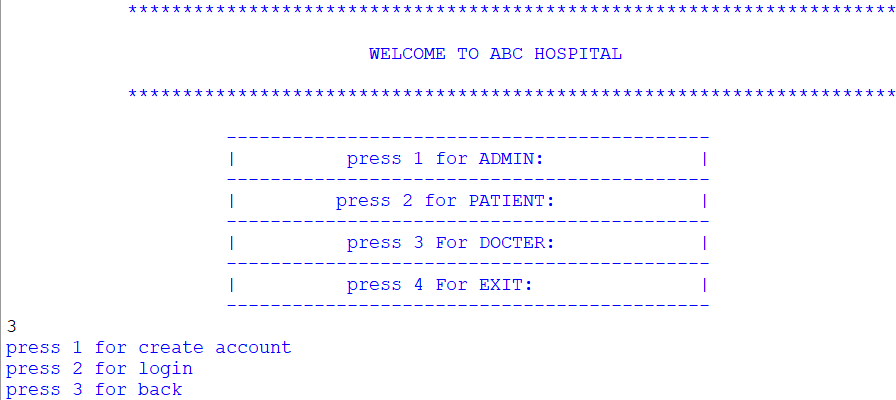 **********************************************************************
WELCOME TO ABC HOSPITAL
**********************************************************************
--------------------------------------------
| press 1 for ADMIN: |
--------------------------------------------
| press 2 for PATIENT: |
--------------------------------------------
| press 3 For DOCTER: |
--------------------------------------------
| press 4 For EXIT: |
--------------------------------------------
3
press 1 for create account
press 2 for login
press 3 for back